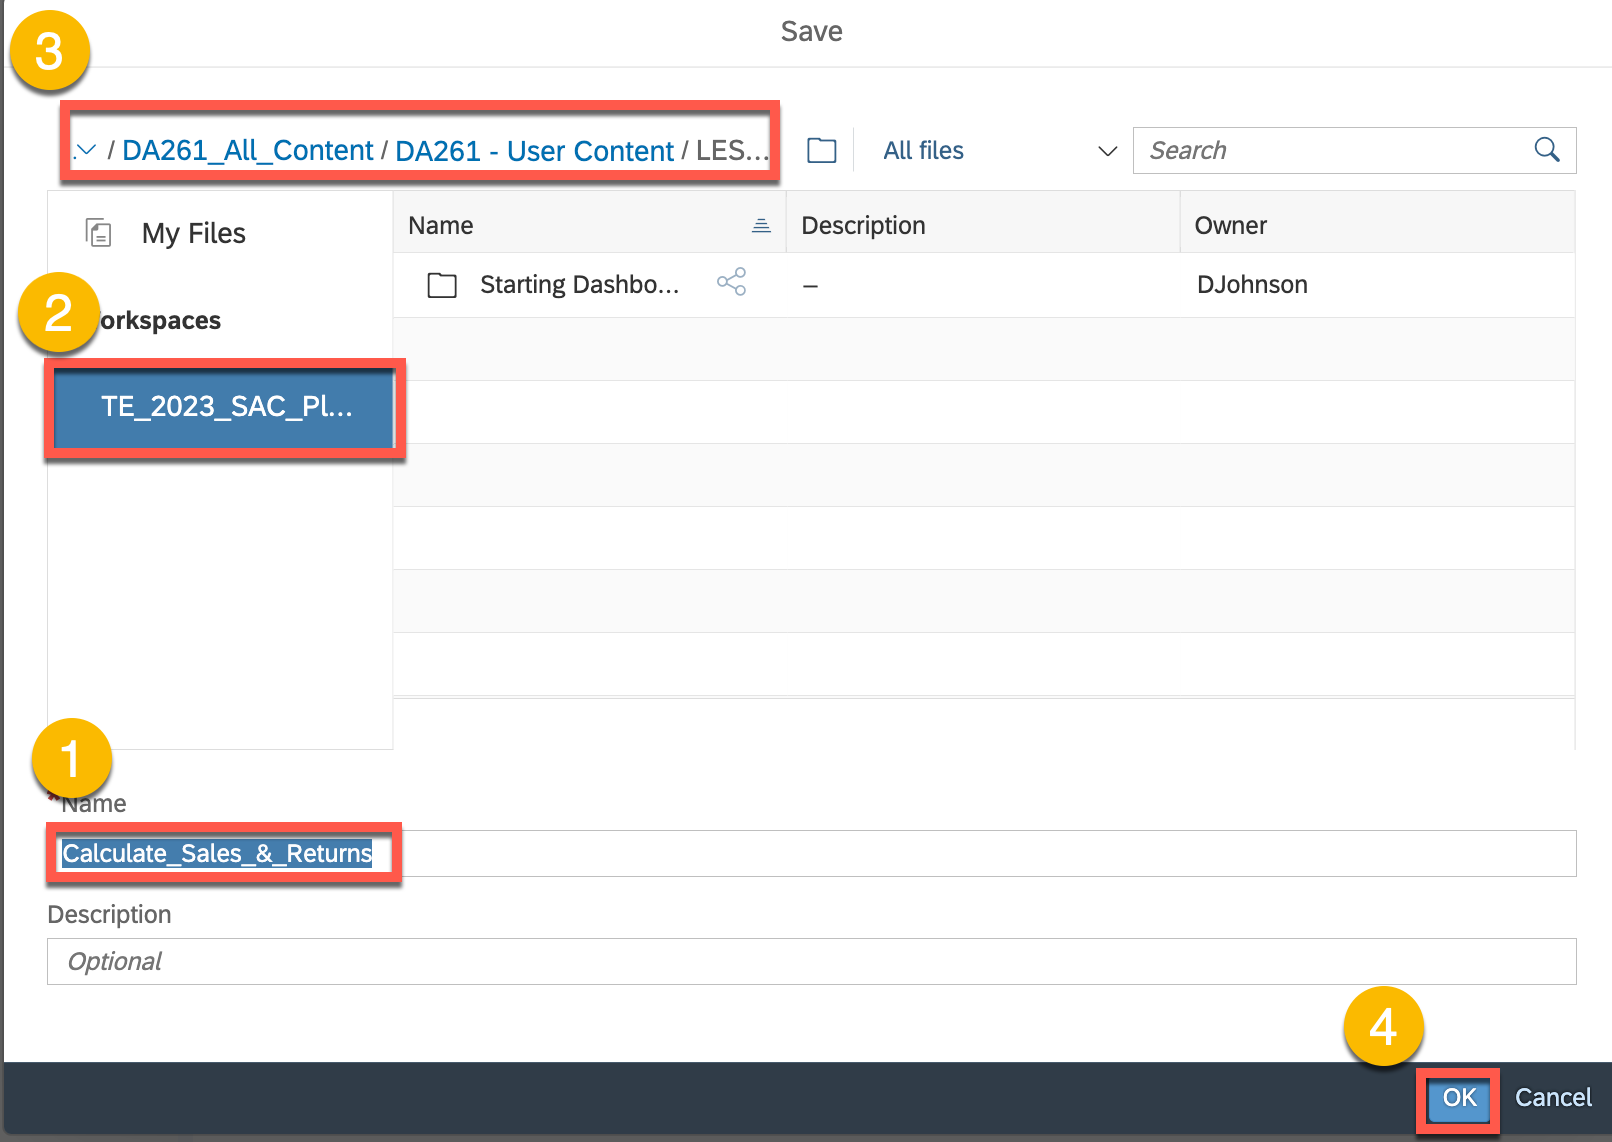 Save
3
/ DA261_All_Content / DA261 - User Content / LES...
All files
Search
My Files
Name
Description
Owner
Starting Dashbo...
–
DJohnson
2
orkspaces
TE_2023_SAC_Pl...
1
*Name
Calculate_Sales_&_Returns
Description
Optional
4
OK
Cancel